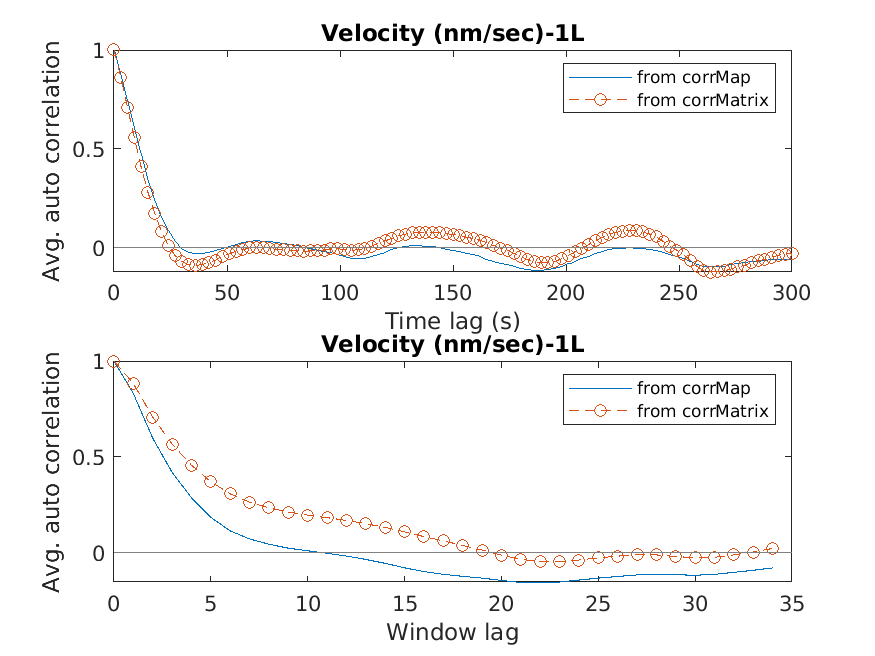 Velocity (nm/sec)-1L
Avg. auto correlation
1
0.5
0
from corrMap
from corrMatrix
0 50 100 150 200 250 300
Time lag (s)
Velocity (nm/sec)-1L
Avg. auto correlation
1
0.5
0
from corrMap
from corrMatrix
0 5 10 15 20 25 30 35
Window lag